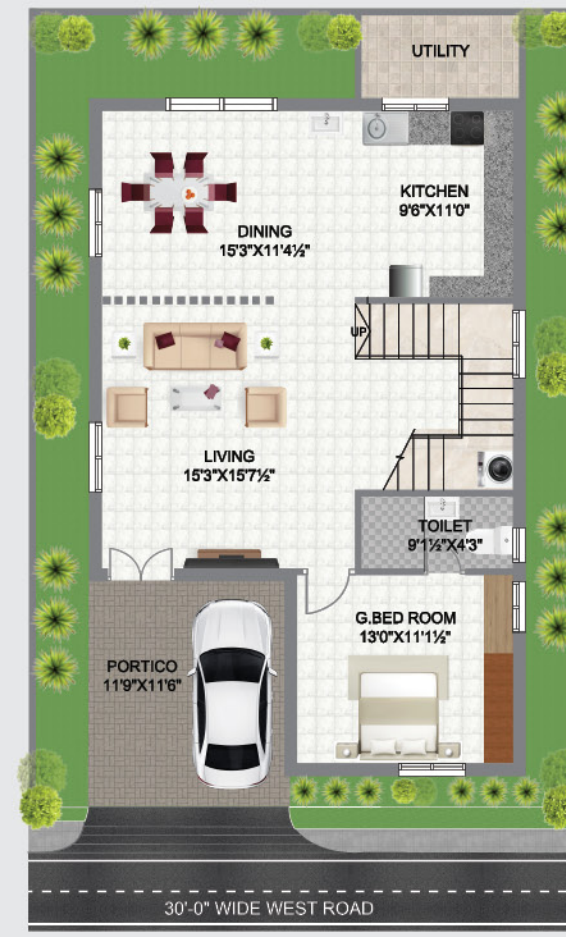 UTILITY
KITCHEN
9'6"X11'0"
DINING
15'3"X11'4½"
UP
LIVING
15'3"X15'7½"
TOILET
9'1½"X4'3"
G.BED ROOM
13'0"X11'1½"
PORTICO
11'9"X11'6"
30'-0" WIDE WEST ROAD